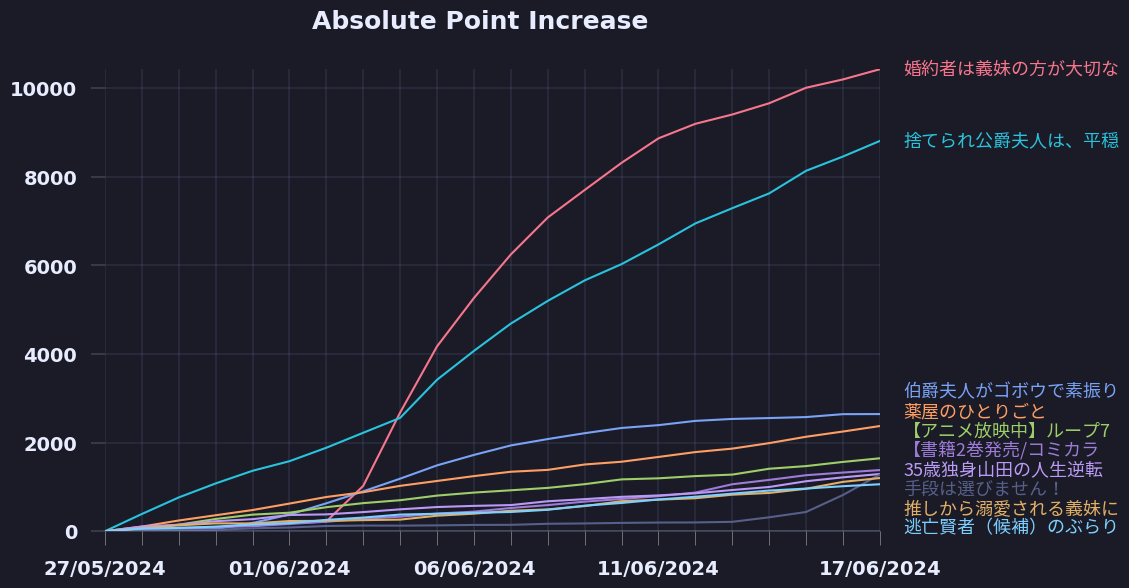 Absolute Point Increase
10000
8000
6000
4000
2000
0
27/05/2024
01/06/2024
06/06/2024
11/06/2024
17/06/2024
婚約者は義妹の方が大切な
捨てられ公爵夫人は、平穏
伯爵夫人がゴボウで素振り
薬屋のひとりごと
【アニメ放映中】ループ7
【書籍2巻発売/コミカラ
35歳独身山田の人生逆転
手段は選びません！
推しから溺愛される義妹に
逃亡賢者（候補）のぶらり